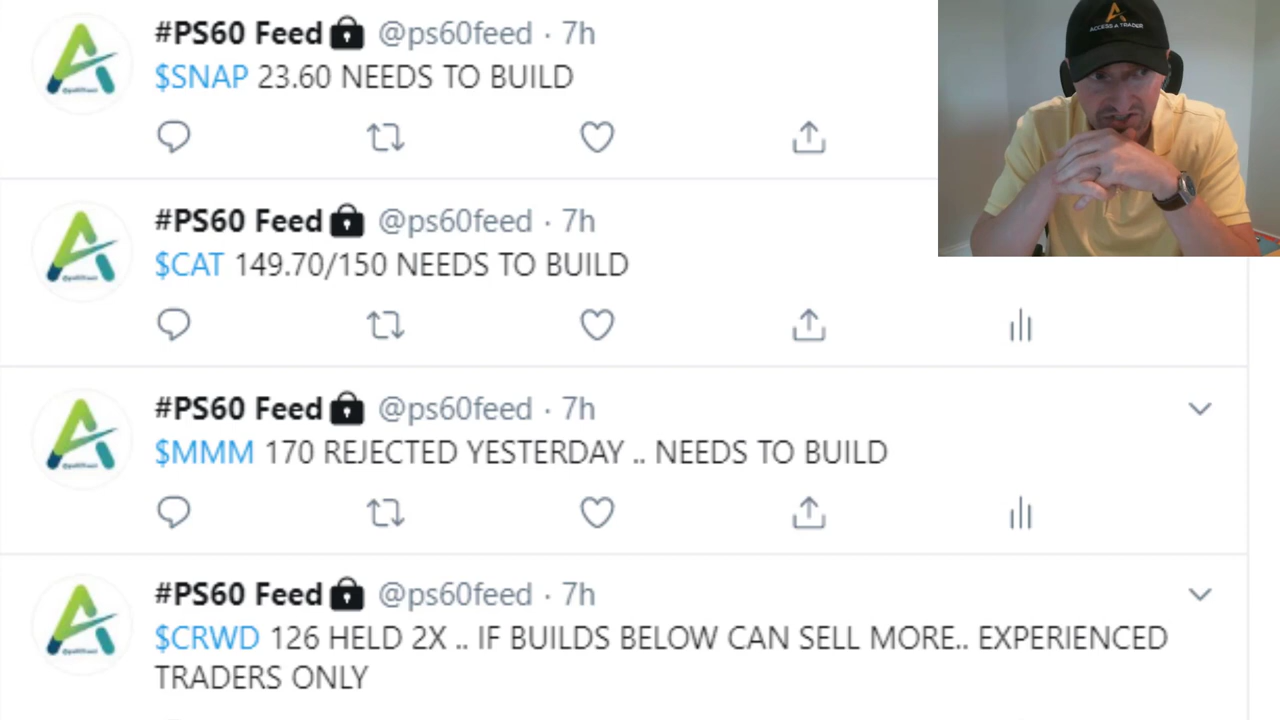 #PS60 Feed @ps60feed · 7h
$SNAP 23.60 NEEDS TO BUILD
ACCESS A TRADER
#PS60 Feed @ps60feed · 7h
$CAT 149.70/150 NEEDS TO BUILD
#PS60 Feed @ps60feed · 7h
$MMM 170 REJECTED YESTERDAY .. NEEDS TO BUILD
#PS60 Feed @ps60feed · 7h
$CRWD 126 HELD 2X .. IF BUILDS BELOW CAN SELL MORE.. EXPERIENCED
TRADERS ONLY